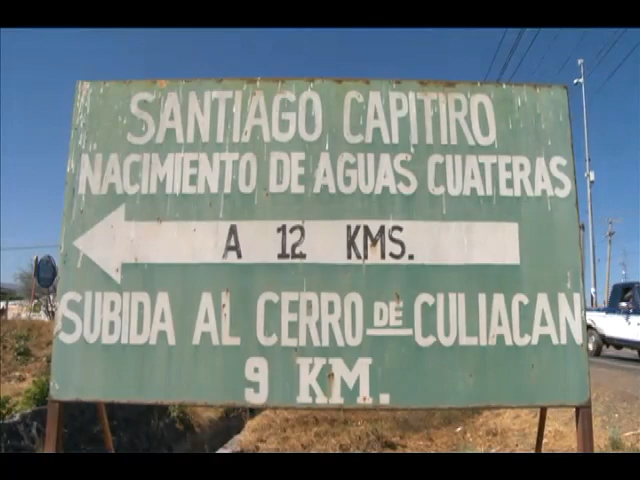 SANTIAGO CAPITIRO
NACIMIENTO DE AGUAS CUATERAS
A 12 KMS.
SUBIDA AL CERRO DE CULIACAN
9 KM.